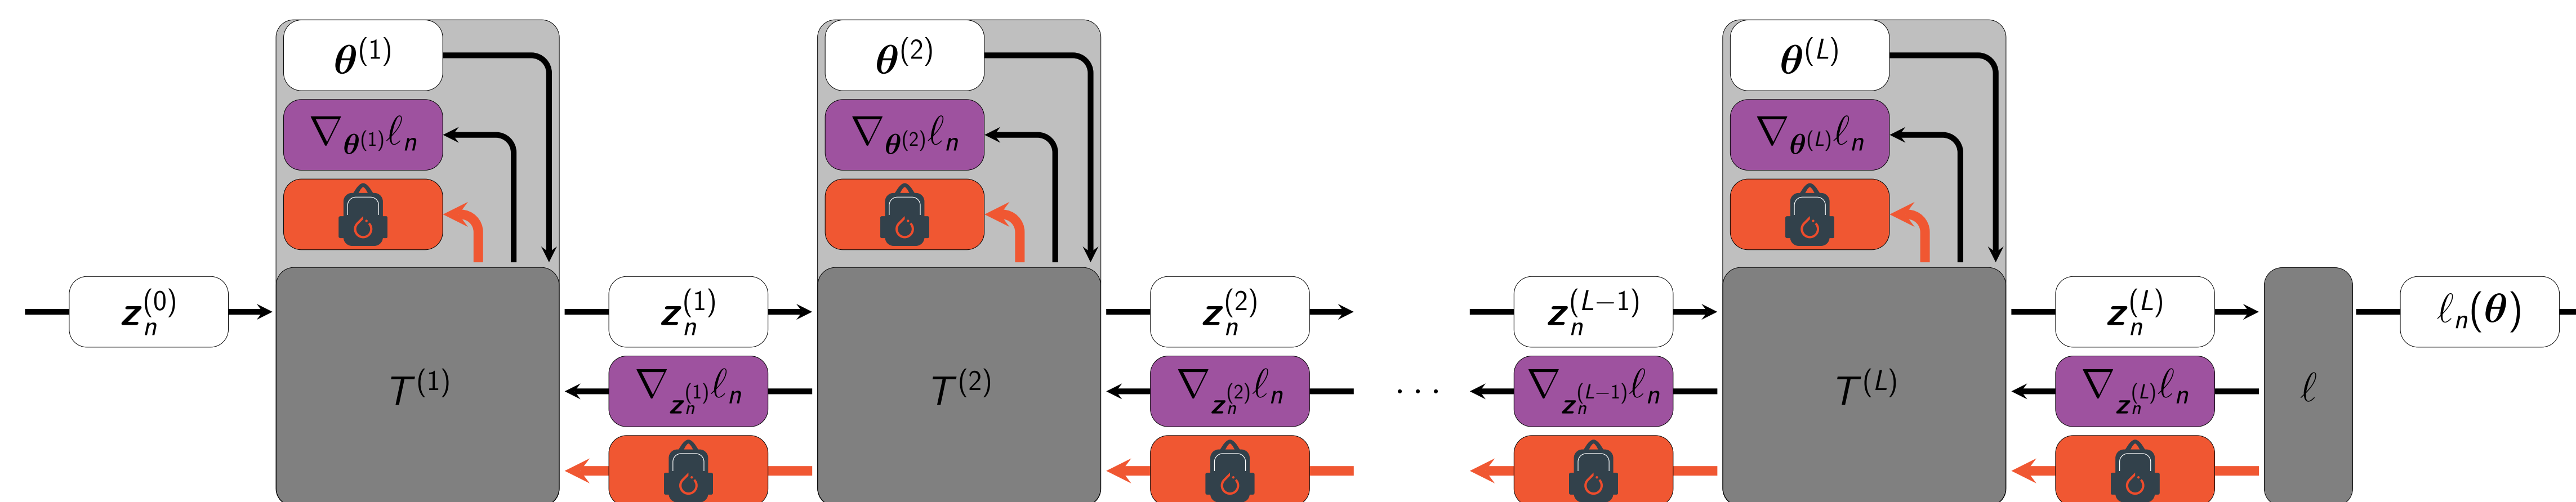 θ^(1) θ^(2) θ^(L)
∇_θ^(1) ℓ_n ∇_θ^(2) ℓ_n ∇_θ^(L) ℓ_n
z_n^(0) z_n^(1) z_n^(2) z_n^(L−1) z_n^(L) ℓ_n(θ)
T^(1) ∇_z_n^(1) ℓ_n T^(2) ∇_z_n^(2) ℓ_n ··· ∇_z_n^(L−1) ℓ_n T^(L) ∇_z_n^(L) ℓ_n ℓ